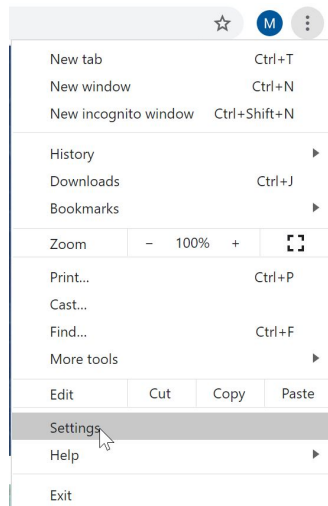 M
New tab Ctrl+T
New window Ctrl+N
New incognito window Ctrl+Shift+N
History
Downloads Ctrl+J
Bookmarks
Zoom − 100% +
Print... Ctrl+P
Cast...
Find... Ctrl+F
More tools
Edit Cut Copy Paste
Settings
Help
Exit